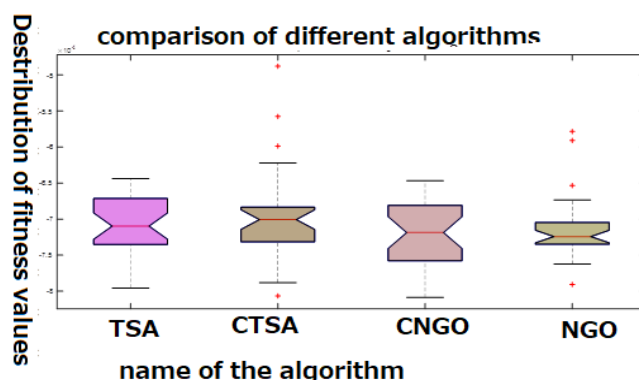 comparison of different algorithms
Destribution of fitness values
-5
-5.5
-6
-6.5
-7
-7.5
-8
TSA
CTSA
CNGO
NGO
name of the algorithm